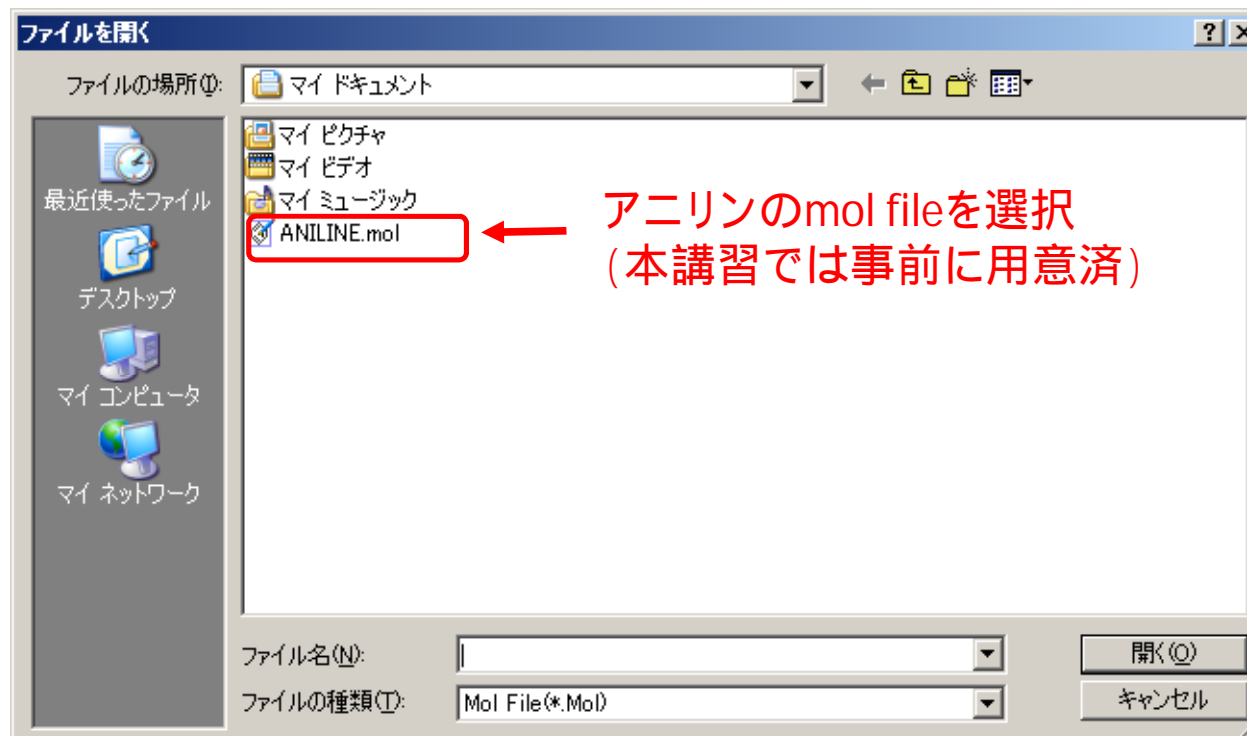 ファイルを開く
ファイルの場所(I):
マイ ドキュメント
最近使ったファイル
デスクトップ
マイ コンピュータ
マイ ネットワーク
マイ ピクチャ
マイ ビデオ
マイ ミュージック
ANILINE.mol
アニリンのmol fileを選択
(本講習では事前に用意済)
ファイル名(N):
開く(O)
ファイルの種類(T):
Mol File(*.Mol)
キャンセル